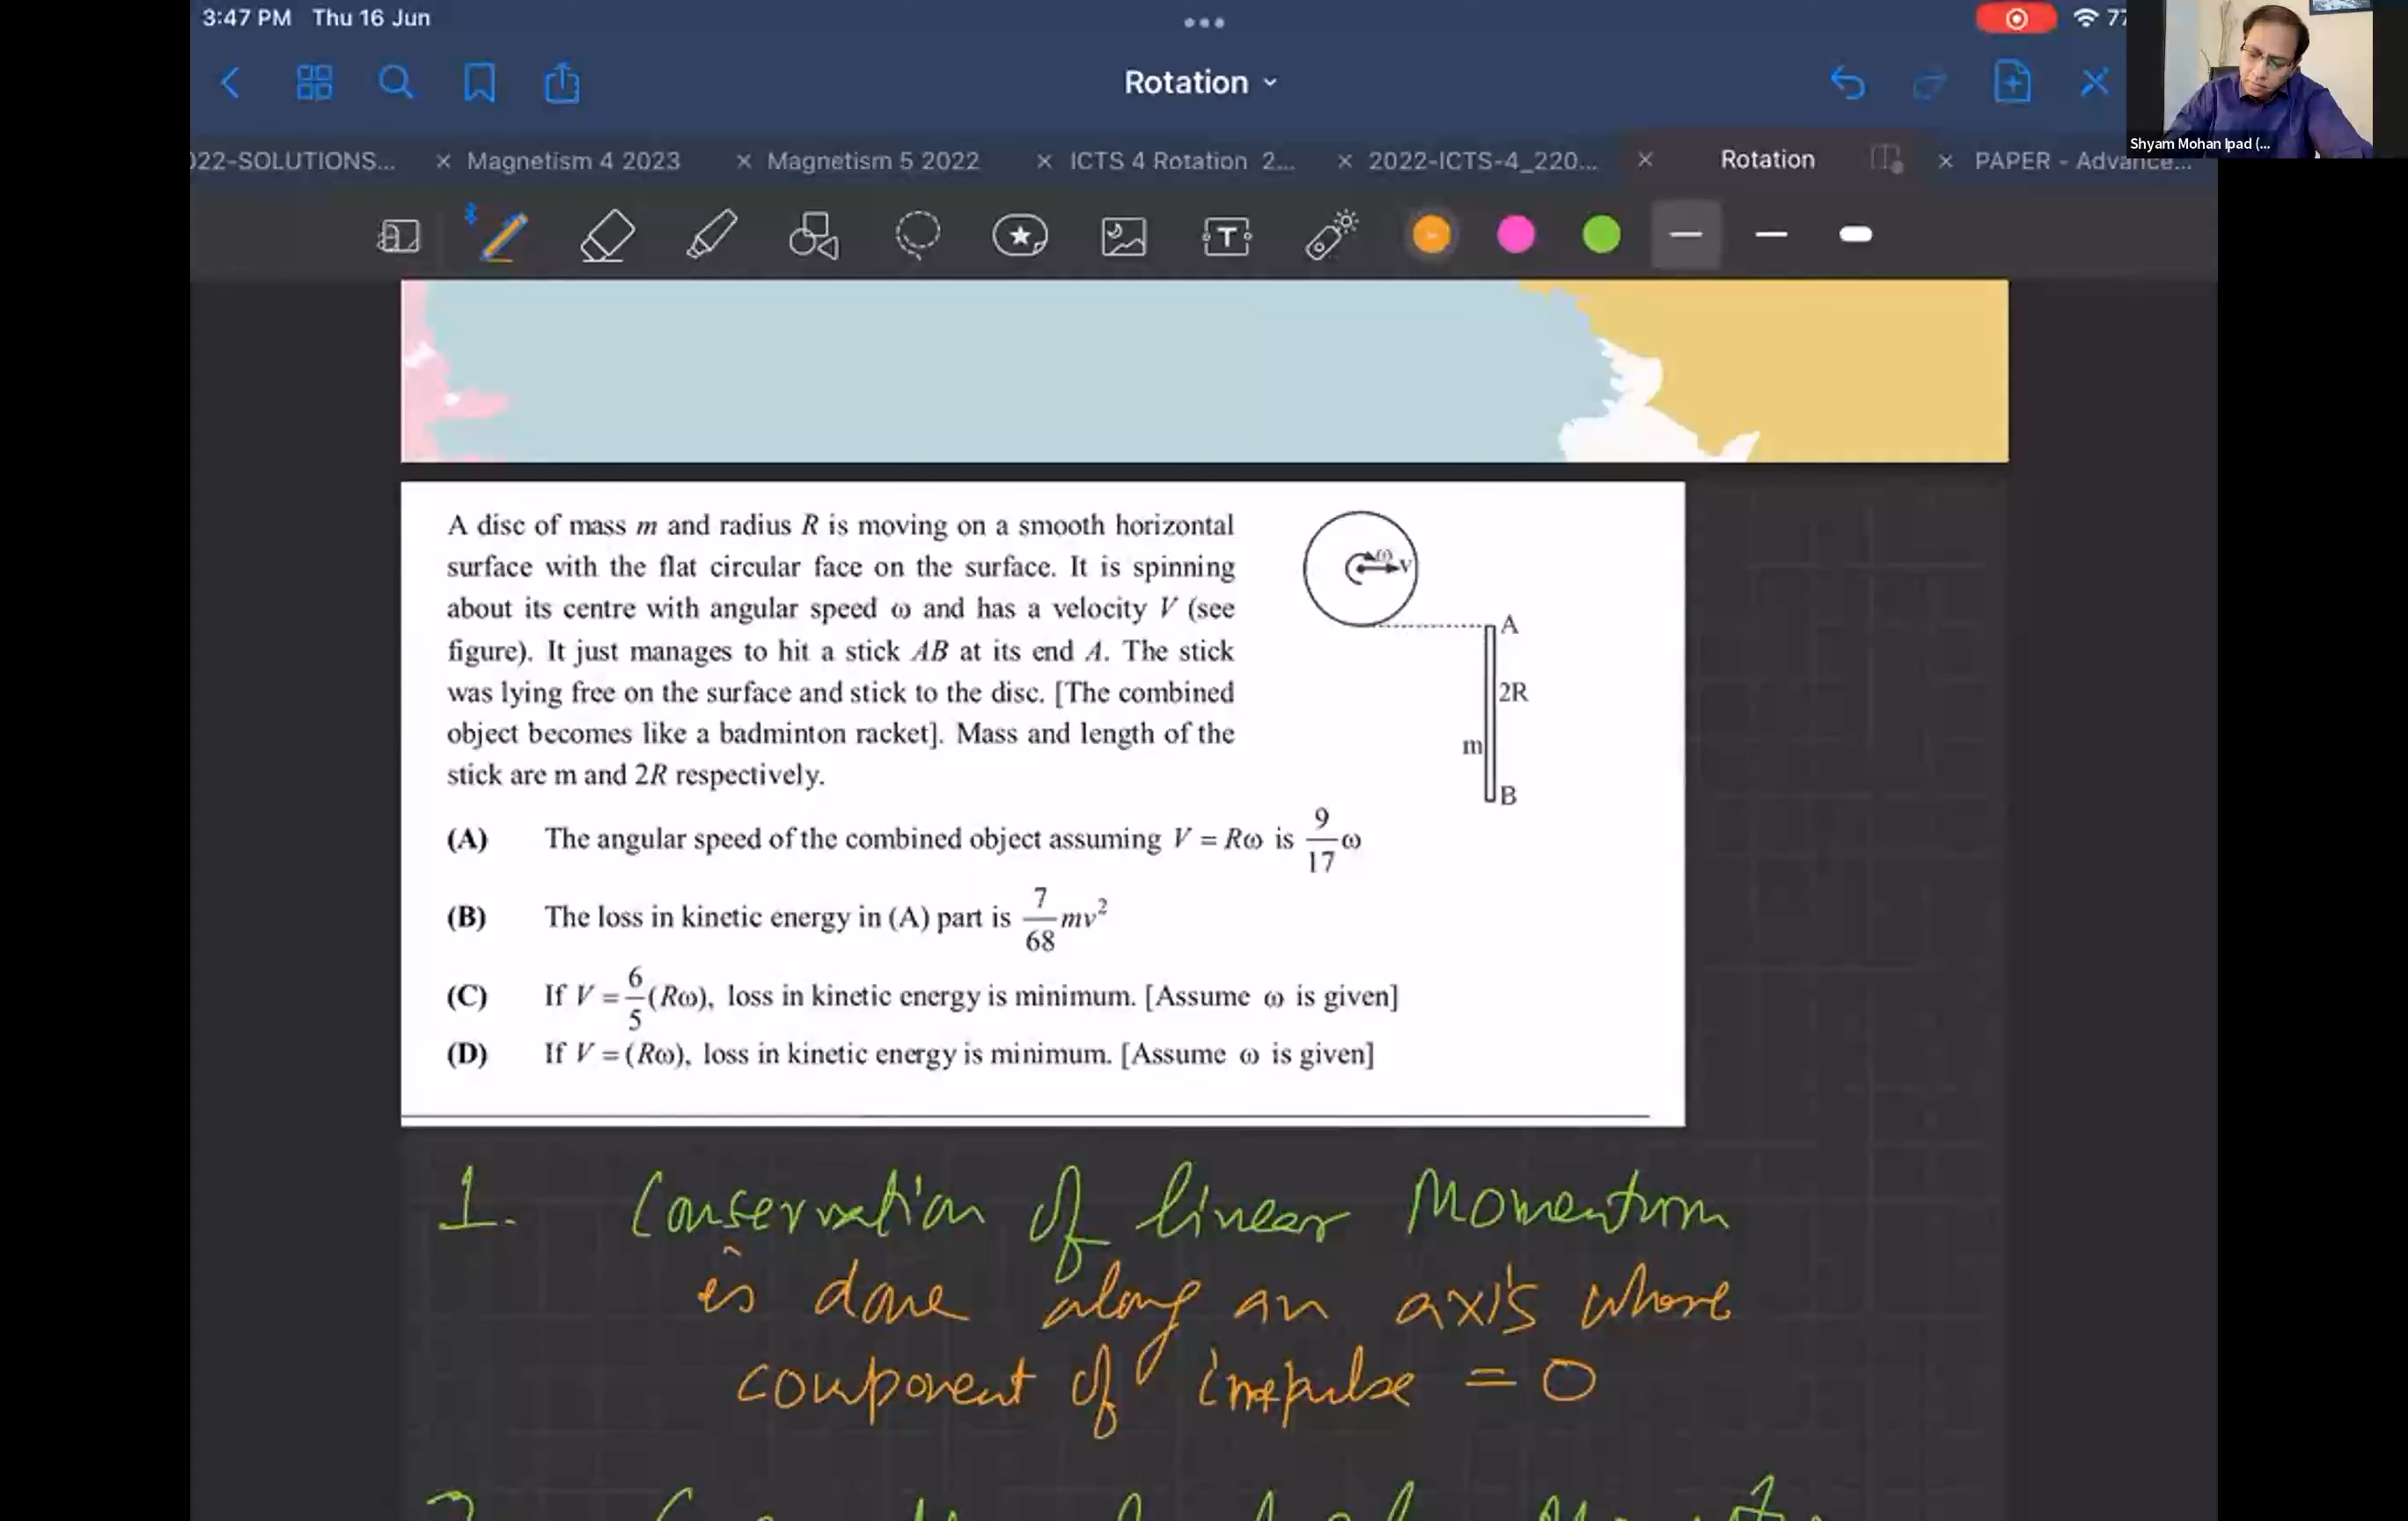 3:47 PM Thu 16 Jun
77
Rotation
022-SOLUTIONS...
Magnetism 4 2023
Magnetism 5 2022
ICTS 4 Rotation 2...
2022-ICTS-4_220...
Rotation
PAPER - Advance...
Shyam Mohan Ipad (...
T
A disc of mass m and radius R is moving on a smooth horizontal
surface with the flat circular face on the surface. It is spinning
about its centre with angular speed ω and has a velocity V (see
figure). It just manages to hit a stick AB at its end A. The stick
was lying free on the surface and stick to the disc. [The combined
object becomes like a badminton racket]. Mass and length of the
stick are m and 2R respectively.
ω
V
A
2R
m
B
(A) The angular speed of the combined object assuming V = Rω is 9/17 ω
(B) The loss in kinetic energy in (A) part is 7/68 mv²
(C) If V = 6/5 (Rω), loss in kinetic energy is minimum. [Assume ω is given]
(D) If V = (Rω), loss in kinetic energy is minimum. [Assume ω is given]
1. Conservation of linear Momentum
is done along an axis whose
component of impulse = 0